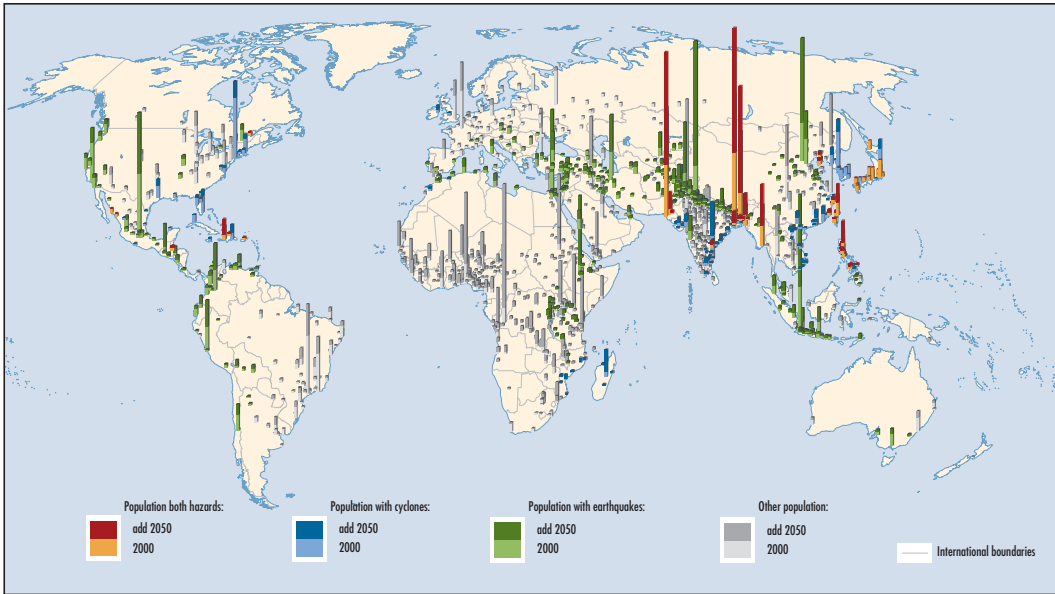 Population both hazards:
add 2050
2000
Population with cyclones:
add 2050
2000
Population with earthquakes:
add 2050
2000
Other population:
add 2050
2000
International boundaries